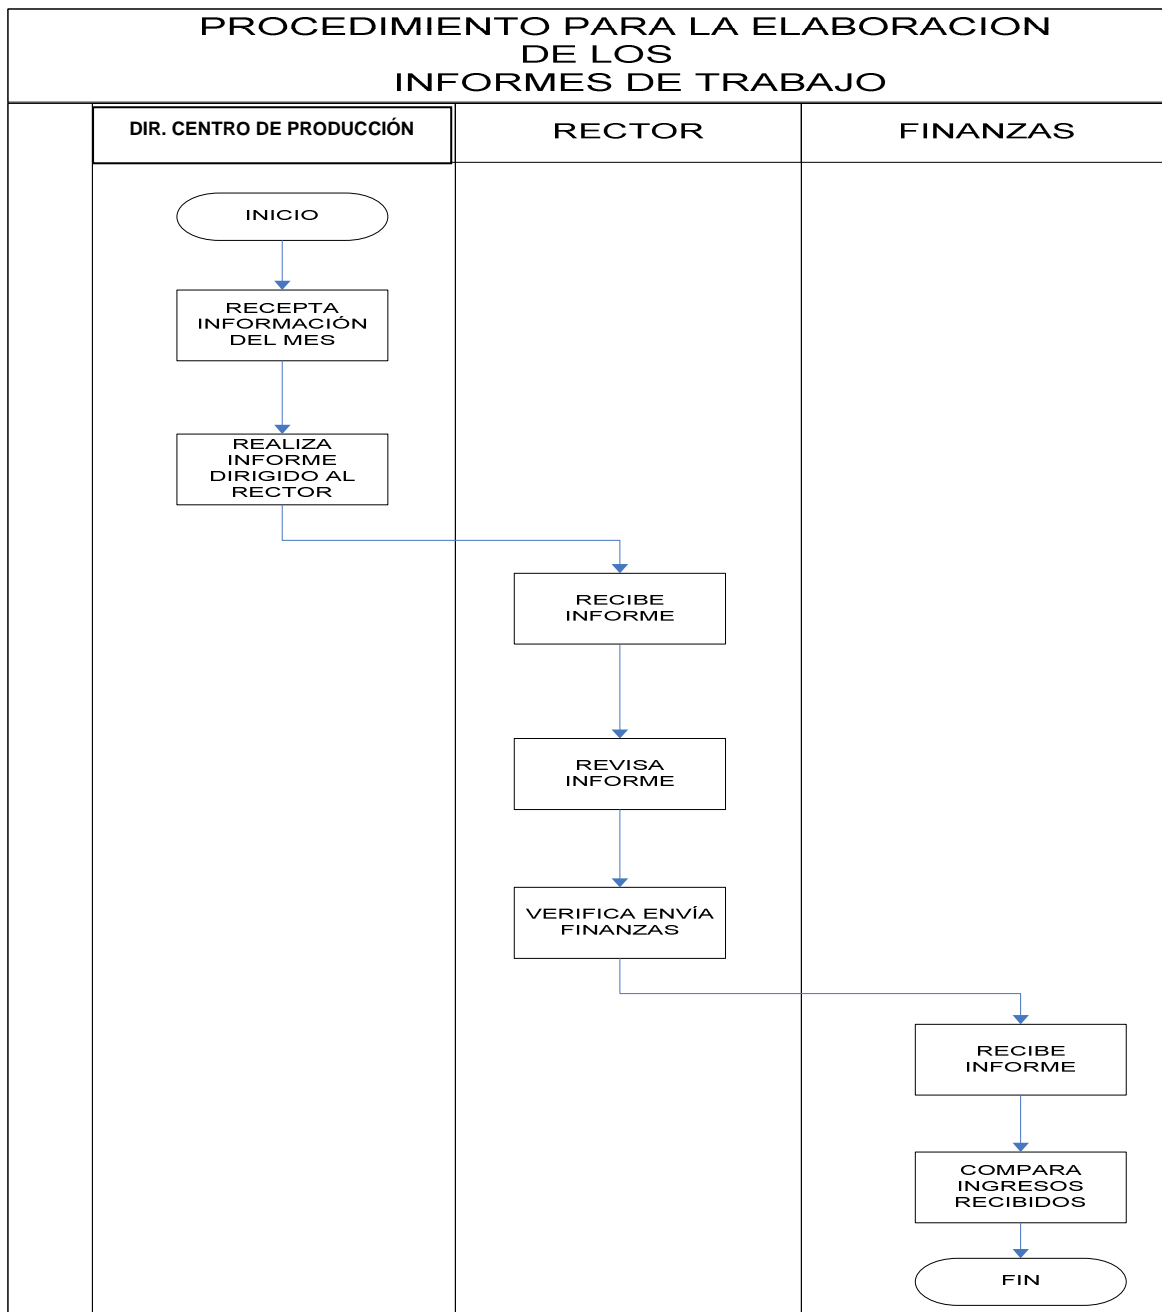 PROCEDIMIENTO PARA LA ELABORACION
DE LOS
INFORMES DE TRABAJO
DIR. CENTRO DE PRODUCCIÓN
RECTOR
FINANZAS
INICIO
RECEPTA
INFORMACIÓN
DEL MES
REALIZA
INFORME
DIRIGIDO AL
RECTOR
RECIBE
INFORME
REVISA
INFORME
VERIFICA ENVÍA
FINANZAS
RECIBE
INFORME
COMPARA
INGRESOS
RECIBIDOS
FIN